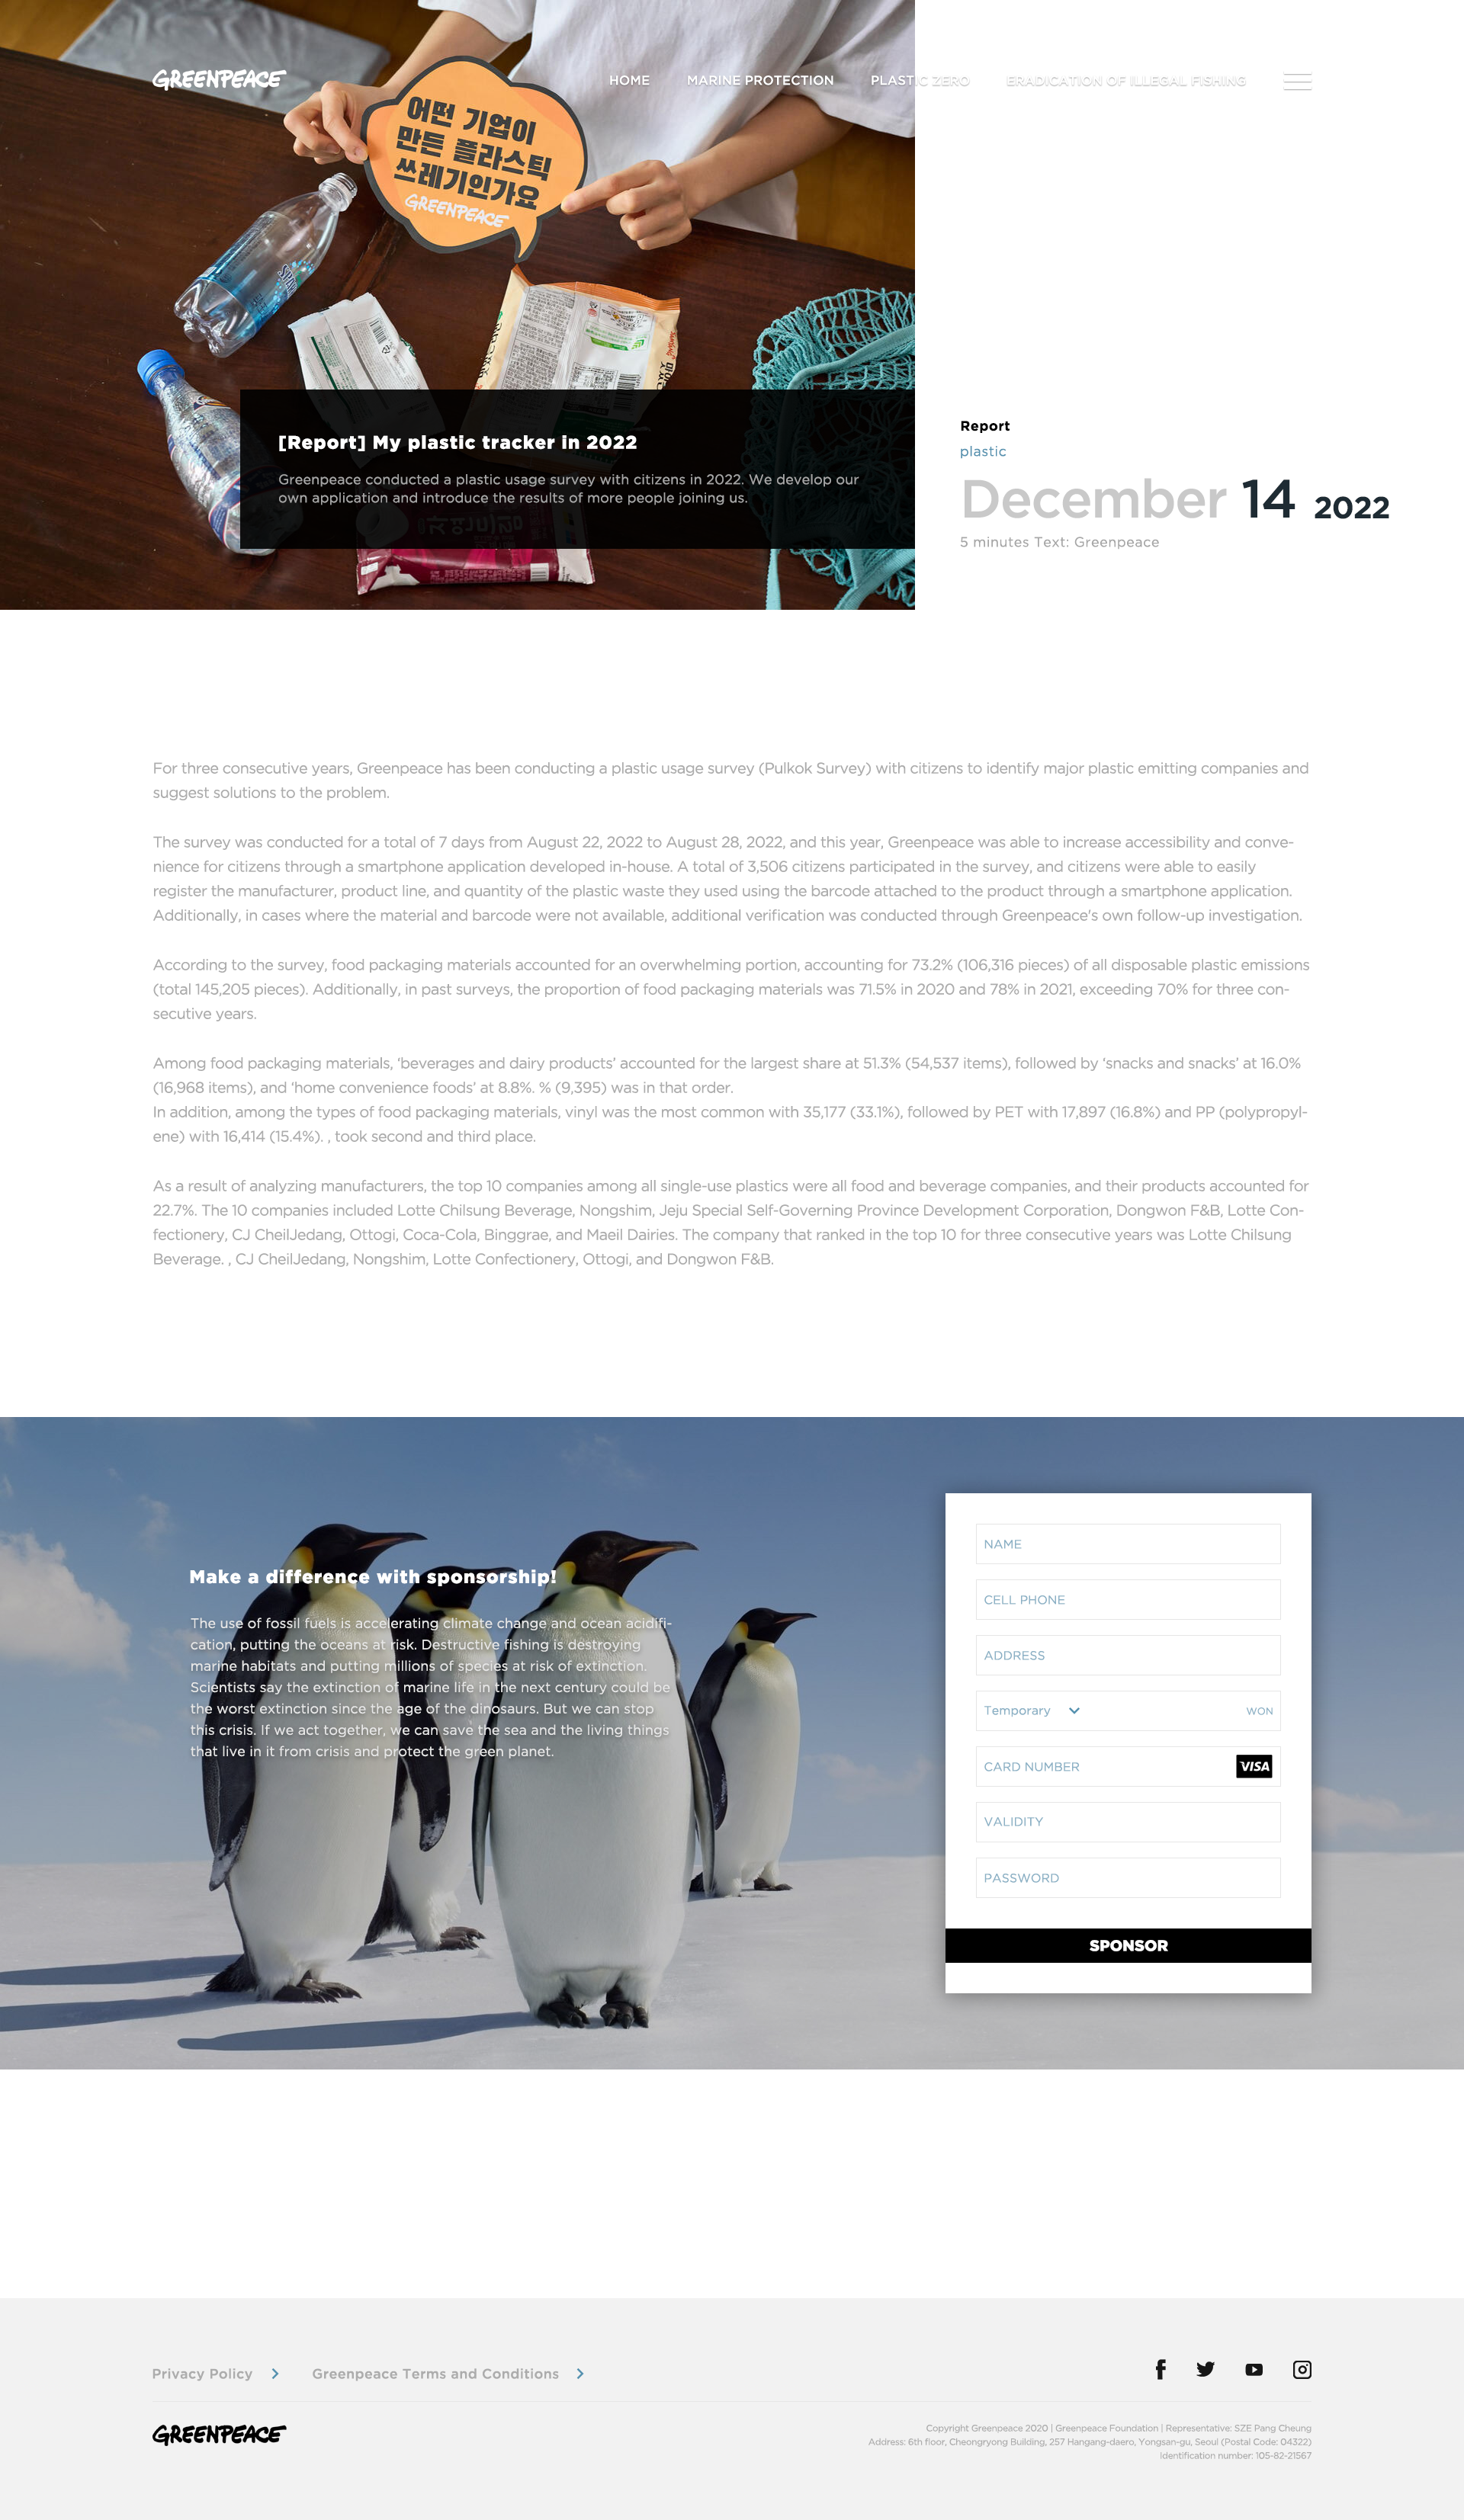 GREENPEACE
HOME MARINE PROTECTION PLASTIC ZERO ERADICATION OF ILLEGAL FISHING
어떤 기업이
만든 플라스틱
쓰레기인가요
GREENPEACE
[Report] My plastic tracker in 2022
Greenpeace conducted a plastic usage survey with citizens in 2022. We develop our
own application and introduce the results of more people joining us.
Report
plastic
December 14 2022
5 minutes Text: Greenpeace
For three consecutive years, Greenpeace has been conducting a plastic usage survey (Pulkok Survey) with citizens to identify major plastic emitting companies and
suggest solutions to the problem.
The survey was conducted for a total of 7 days from August 22, 2022 to August 28, 2022, and this year, Greenpeace was able to increase accessibility and conve-
nience for citizens through a smartphone application developed in-house. A total of 3,506 citizens participated in the survey, and citizens were able to easily
register the manufacturer, product line, and quantity of the plastic waste they used using the barcode attached to the product through a smartphone application.
Additionally, in cases where the material and barcode were not available, additional verification was conducted through Greenpeace's own follow-up investigation.
According to the survey, food packaging materials accounted for an overwhelming portion, accounting for 73.2% (106,316 pieces) of all disposable plastic emissions
(total 145,205 pieces). Additionally, in past surveys, the proportion of food packaging materials was 71.5% in 2020 and 78% in 2021, exceeding 70% for three con-
secutive years.
Among food packaging materials, ‘beverages and dairy products’ accounted for the largest share at 51.3% (54,537 items), followed by ‘snacks and snacks’ at 16.0%
(16,968 items), and ‘home convenience foods’ at 8.8%. % (9,395) was in that order.
In addition, among the types of food packaging materials, vinyl was the most common with 35,177 (33.1%), followed by PET with 17,897 (16.8%) and PP (polypropyl-
ene) with 16,414 (15.4%). , took second and third place.
As a result of analyzing manufacturers, the top 10 companies among all single-use plastics were all food and beverage companies, and their products accounted for
22.7%. The 10 companies included Lotte Chilsung Beverage, Nongshim, Jeju Special Self-Governing Province Development Corporation, Dongwon F&B, Lotte Con-
fectionery, CJ CheilJedang, Ottogi, Coca-Cola, Binggrae, and Maeil Dairies. The company that ranked in the top 10 for three consecutive years was Lotte Chilsung
Beverage. , CJ CheilJedang, Nongshim, Lotte Confectionery, Ottogi, and Dongwon F&B.
Make a difference with sponsorship!
The use of fossil fuels is accelerating climate change and ocean acidifi-
cation, putting the oceans at risk. Destructive fishing is destroying
marine habitats and putting millions of species at risk of extinction.
Scientists say the extinction of marine life in the next century could be
the worst extinction since the age of the dinosaurs. But we can stop
this crisis. If we act together, we can save the sea and the living things
that live in it from crisis and protect the green planet.
NAME
CELL PHONE
ADDRESS
Temporary WON
CARD NUMBER VISA
VALIDITY
PASSWORD
SPONSOR
Privacy Policy Greenpeace Terms and Conditions
GREENPEACE
Copyright Greenpeace 2020 | Greenpeace Foundation | Representative: SZE Pang Cheung
Address: 6th floor, Cheongryong Building, 257 Hangang-daero, Yongsan-gu, Seoul (Postal Code: 04322)
Identification number: 105-82-21567